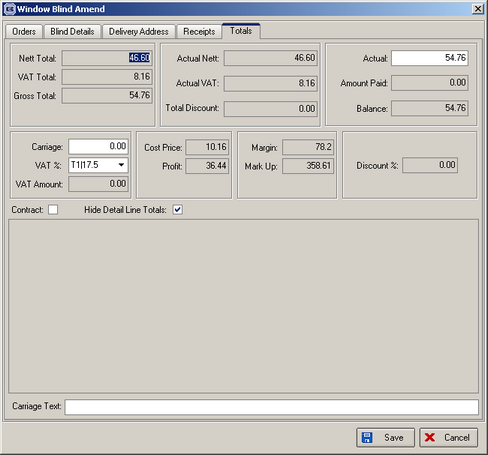 Window Blind Amend
Orders Blind Details Delivery Address Receipts Totals
Nett Total: 46.60 Actual Nett: 46.60 Actual: 54.76
VAT Total: 8.16 Actual VAT: 8.16 Amount Paid: 0.00
Gross Total: 54.76 Total Discount: 0.00 Balance: 54.76
Carriage: 0.00 Cost Price: 10.16 Margin: 78.2
VAT %: T1|17.5 Profit: 36.44 Mark Up: 358.61 Discount %: 0.00
VAT Amount: 0.00
Contract: Hide Detail Line Totals:
Carriage Text:
Save Cancel